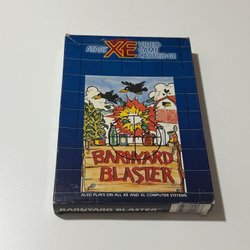 ATARI XE VIDEO
GAME
CARTRIDGE
BARNYARD
BLASTER
ALSO PLAYS ON ALL XE AND XL COMPUTER SYSTEMS
BARNYARD BLASTER